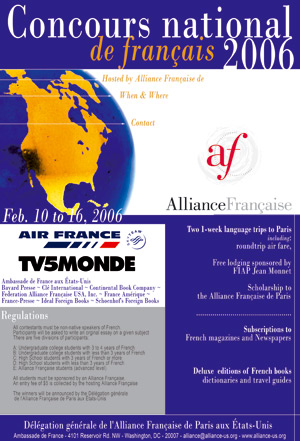 Concours national
de français 2006
Hosted by Alliance Française de
When & Where
Contact
af
AllianceFrançaise
Feb. 10 to 16, 2006
AIR FRANCE
TV5MONDE
Ambassade de France aux États-Unis
Bayard Presse ~ Clé International ~ Continental Book Company ~
Federation Alliance Française USA, Inc. ~ France Amérique ~
France-Presse ~ Ideal Foreign Books ~ Schoenhof's Foreign Books
Two 1-week language trips to Paris
including:
roundtrip air fare,
Free lodging sponsored by
FIAP Jean Monnet
Scholarship to
the Alliance Française de Paris
Subscriptions to
French magazines and Newspapers
Deluxe editions of French books
dictionaries and travel guides
Regulations
All contestants must be non-native speakers of French
Participants will be asked to write an original essay on a given subject
There are five divisions of participants:
A: Undergraduate college students with 3 to 4 years of French
B: Undergraduate college students with less than 3 years of French
C: High School students with 3 years of French or More
D: High School students with less than 3 years of French
E: Alliance Française students (advanced level)
All students must be sponsored by an Alliance Française
An entry fee of $5 is collected by the hosting Alliance Française
The winners will be announced by the Délégation générale
de l'Alliance Française de Paris aux États-Unis
Délégation générale de l'Alliance Française de Paris aux États-Unis
Ambassade de France - 4101 Reservoir Rd, NW - Washington, DC - 20007 - alliance@alliance-us.org - www.alliance-us.org